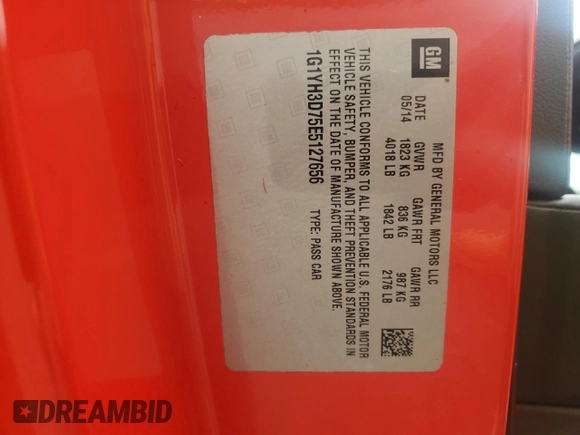 GM
MFD BY GENERAL MOTORS LLC
DATE GVWR GAWR FRT GAWR RR
05/14 1823 KG 836 KG 987 KG
4018 LB 1842 LB 2176 LB
THIS VEHICLE CONFORMS TO ALL APPLICABLE U.S. FEDERAL MOTOR
VEHICLE SAFETY, BUMPER, AND THEFT PREVENTION STANDARDS IN
EFFECT ON THE DATE OF MANUFACTURE SHOWN ABOVE.
1G1YH3D75E5127656 TYPE: PASS CAR
DREAMBID